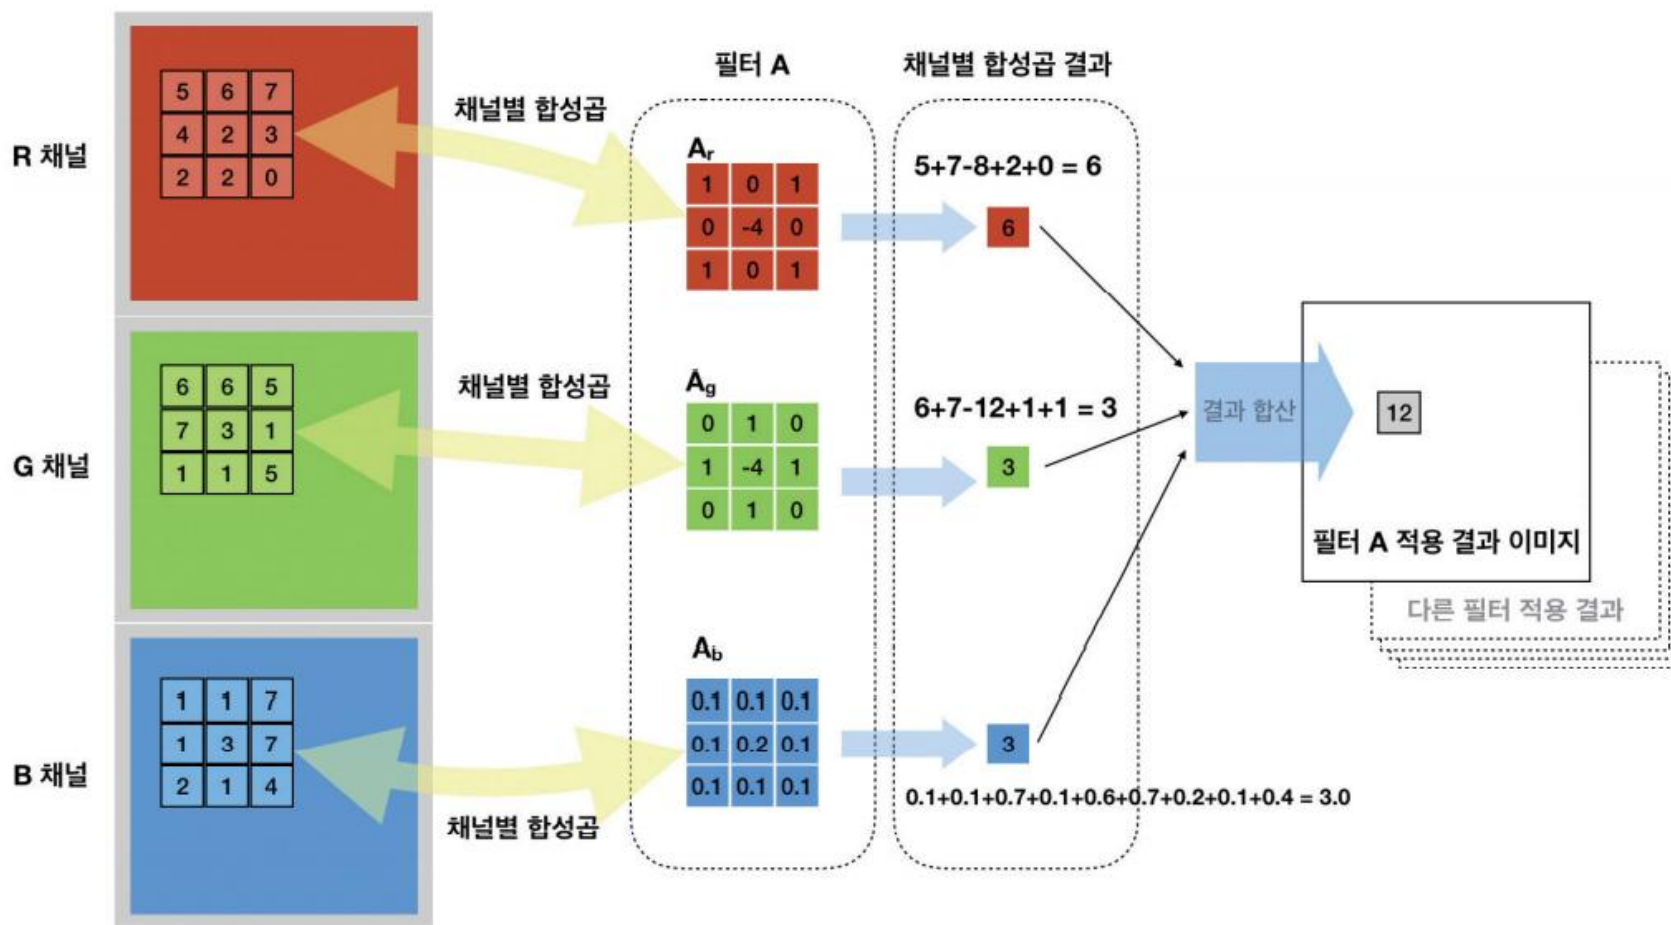 필터 A
채널별 합성곱 결과
R 채널
5 6 7
4 2 3
2 2 0
채널별 합성곱
Ar
1 0 1
0 -4 0
1 0 1
5+7-8+2+0 = 6
6
G 채널
6 6 5
7 3 1
1 1 5
채널별 합성곱
Ag
0 1 0
1 -4 1
0 1 0
6+7-12+1+1 = 3
3
B 채널
1 1 7
1 3 7
2 1 4
채널별 합성곱
Ab
0.1 0.1 0.1
0.1 0.2 0.1
0.1 0.1 0.1
3
0.1+0.1+0.7+0.1+0.6+0.7+0.2+0.1+0.4 = 3.0
결과 합산
12
필터 A 적용 결과 이미지
다른 필터 적용 결과